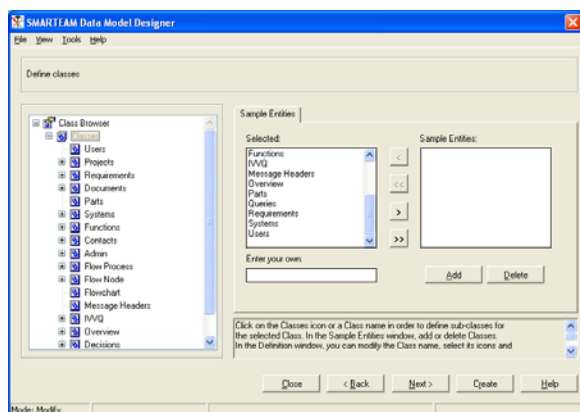 SMARTEAM Data Model Designer
File View Tools Help
Define classes
Class Browser
Classes
Users
Projects
Requirements
Documents
Parts
Systems
Functions
Contacts
Admin
Flow Process
Flow Node
Flowchart
Message Headers
IVVQ
Overview
Decisions
Sample Entities
Selected:
Functions
IVVQ
Message Headers
Overview
Parts
Queries
Requirements
Systems
Users
<
<<
>
>>
Sample Entities:
Enter your own:
Add Delete
Click on the Classes icon or a Class name in order to define sub-classes for
the selected Class. In the Sample Entities window, add or delete Classes.
In the Definition window, you can modify the Class name, select its icons and
Close < Back Next > Create Help
Mode: Modify